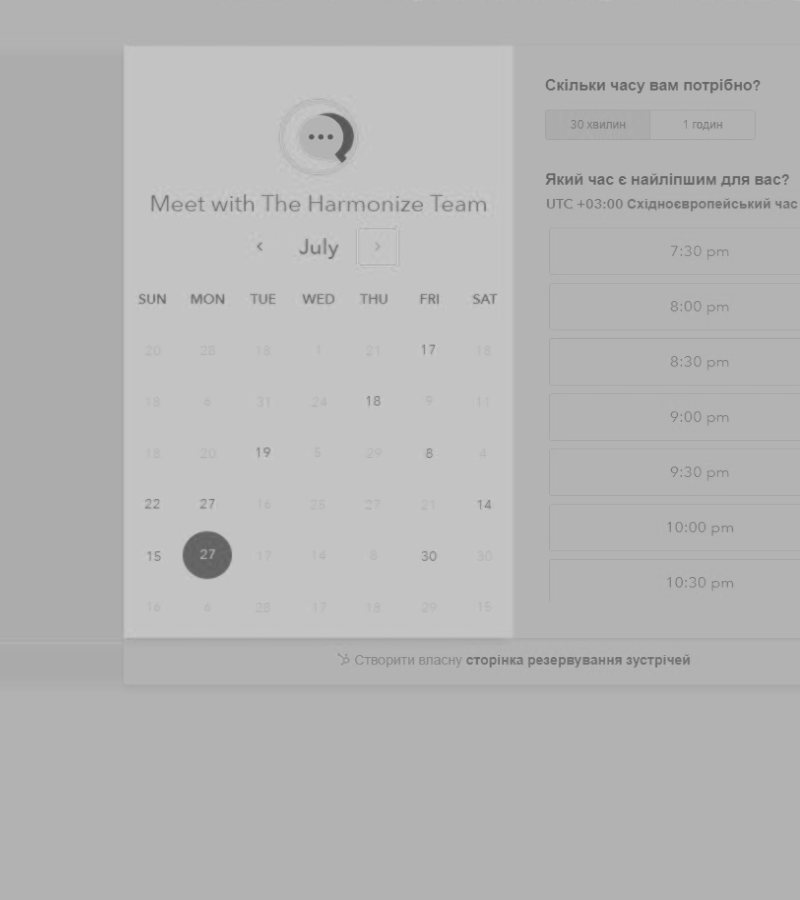 Meet with The Harmonize Team
July
SUN MON TUE WED THU FRI SAT
20 28 18 1 21 17 18
18 6 31 24 18 9 11
18 20 19 5 29 8 4
22 27 16 25 27 21 14
15 27 17 14 8 30 30
14 6 28 17 18 29 15
Скільки часу вам потрібно?
30 хвилин 1 годин
Який час є найліпшим для вас?
UTC +03:00 Східноєвропейський час
7:30 pm
8:00 pm
8:30 pm
9:00 pm
9:30 pm
10:00 pm
10:30 pm
Створити власну сторінка резервування зустрічей